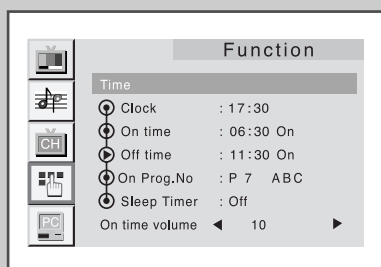 Function
Time
Clock : 17:30
On time : 06:30 On
CH
Off time : 11:30 On
On Prog.No : P 7 ABC
Sleep Timer : Off
PC
On time volume ◀ 10 ▶